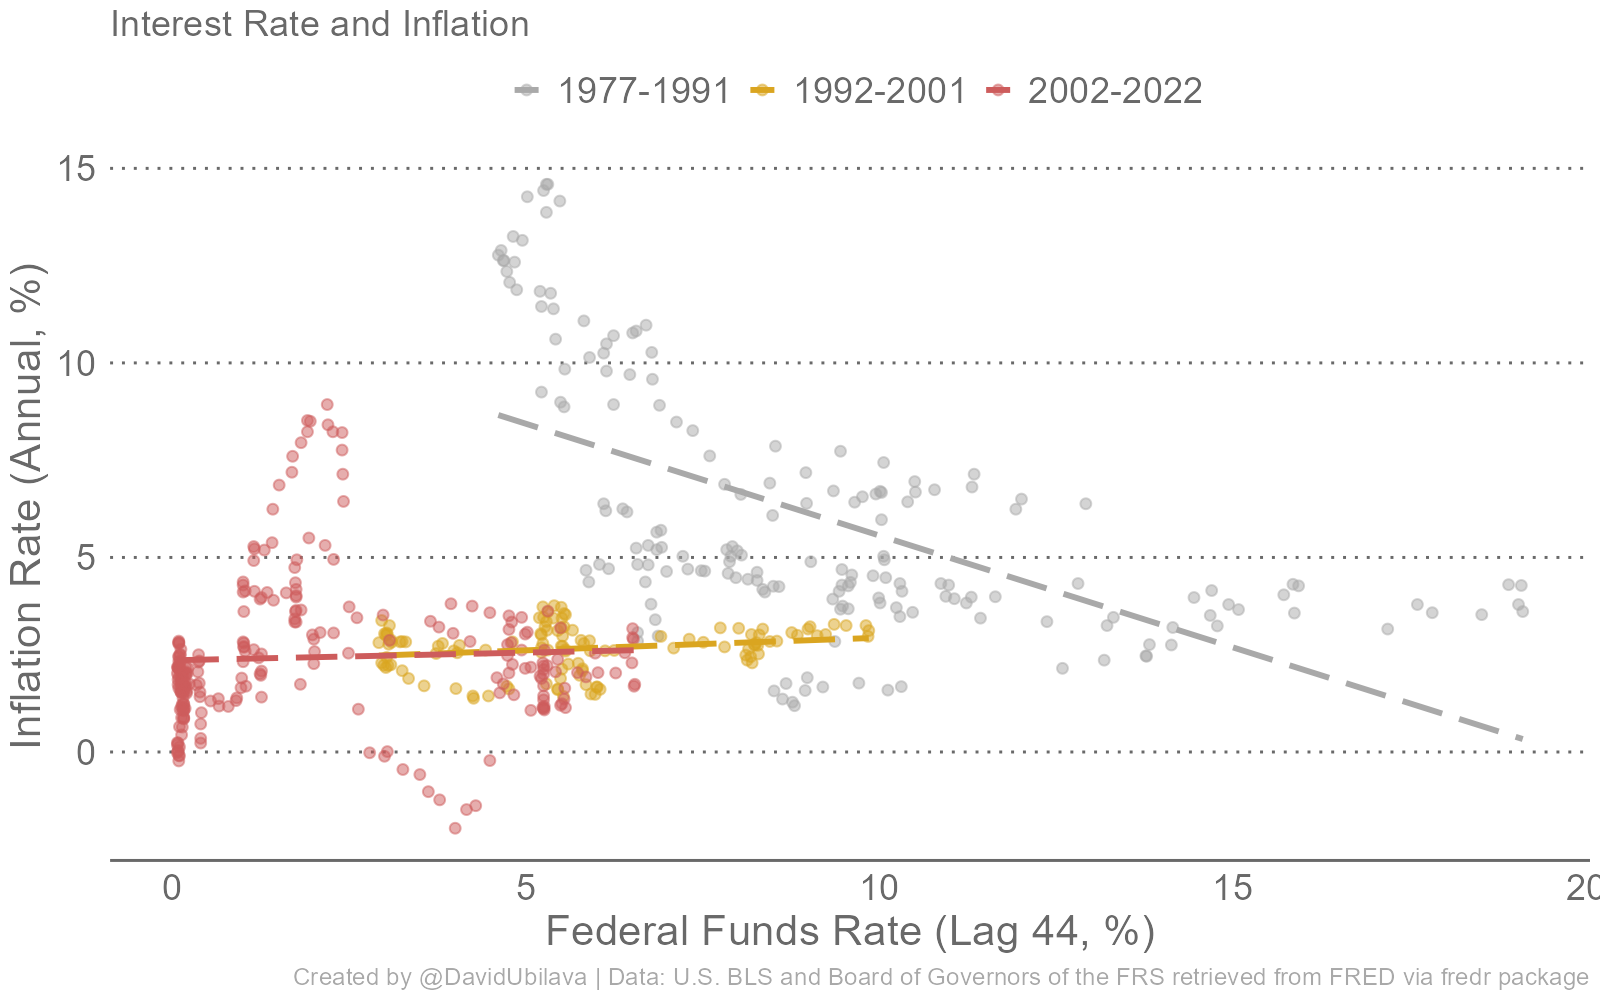 Interest Rate and Inflation
1977-1991 1992-2001 2002-2022
15
10
5
0
Inflation Rate (Annual, %)
0 5 10 15 20
Federal Funds Rate (Lag 44, %)
Created by @DavidUbilava | Data: U.S. BLS and Board of Governors of the FRS retrieved from FRED via fredr package